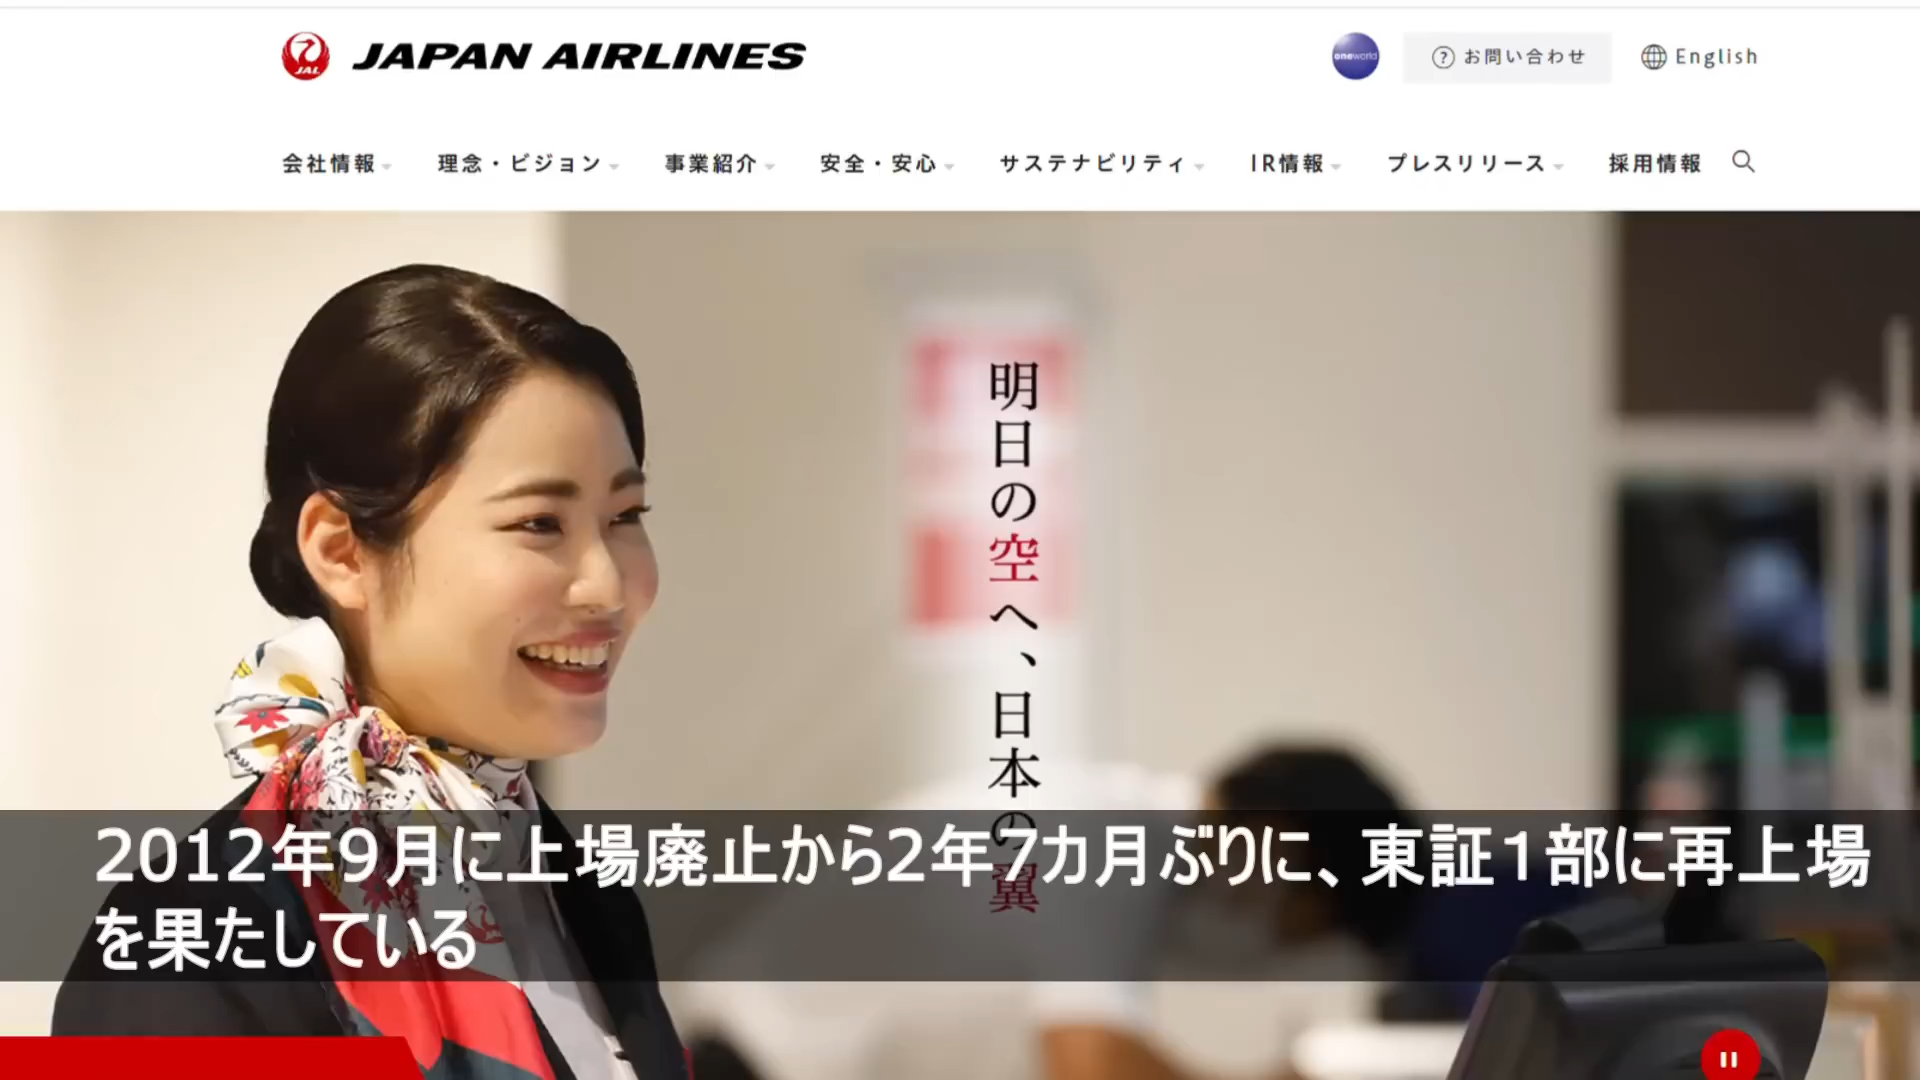 JAL
JAPAN AIRLINES
oneworld
? お問い合わせ
English
会社情報
理念・ビジョン
事業紹介
安全・安心
サステナビリティ
IR情報
プレスリリース
採用情報
明日の空へ、日本の翼
2012年9月に上場廃止から2年7カ月ぶりに、東証1部に再上場
を果たしている